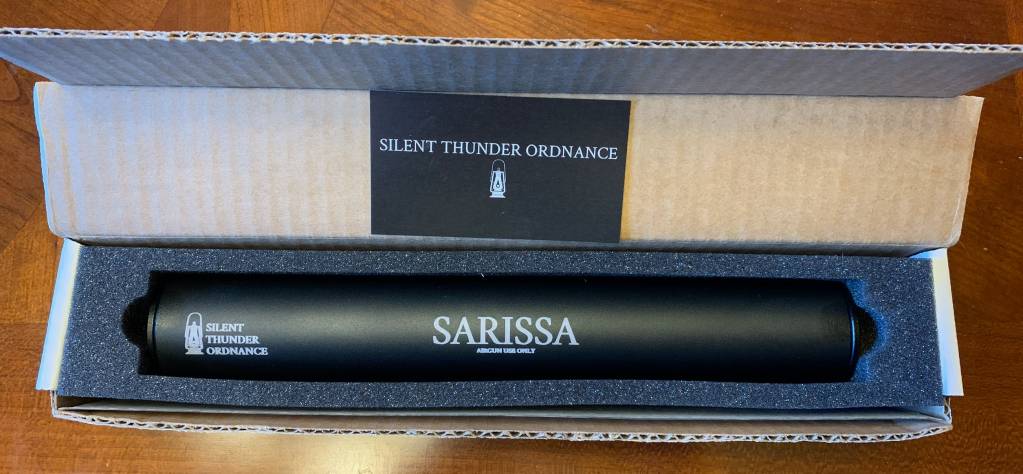 SILENT THUNDER ORDNANCE
SILENT
THUNDER
ORDNANCE
SARISSA
AIRGUN USE ONLY